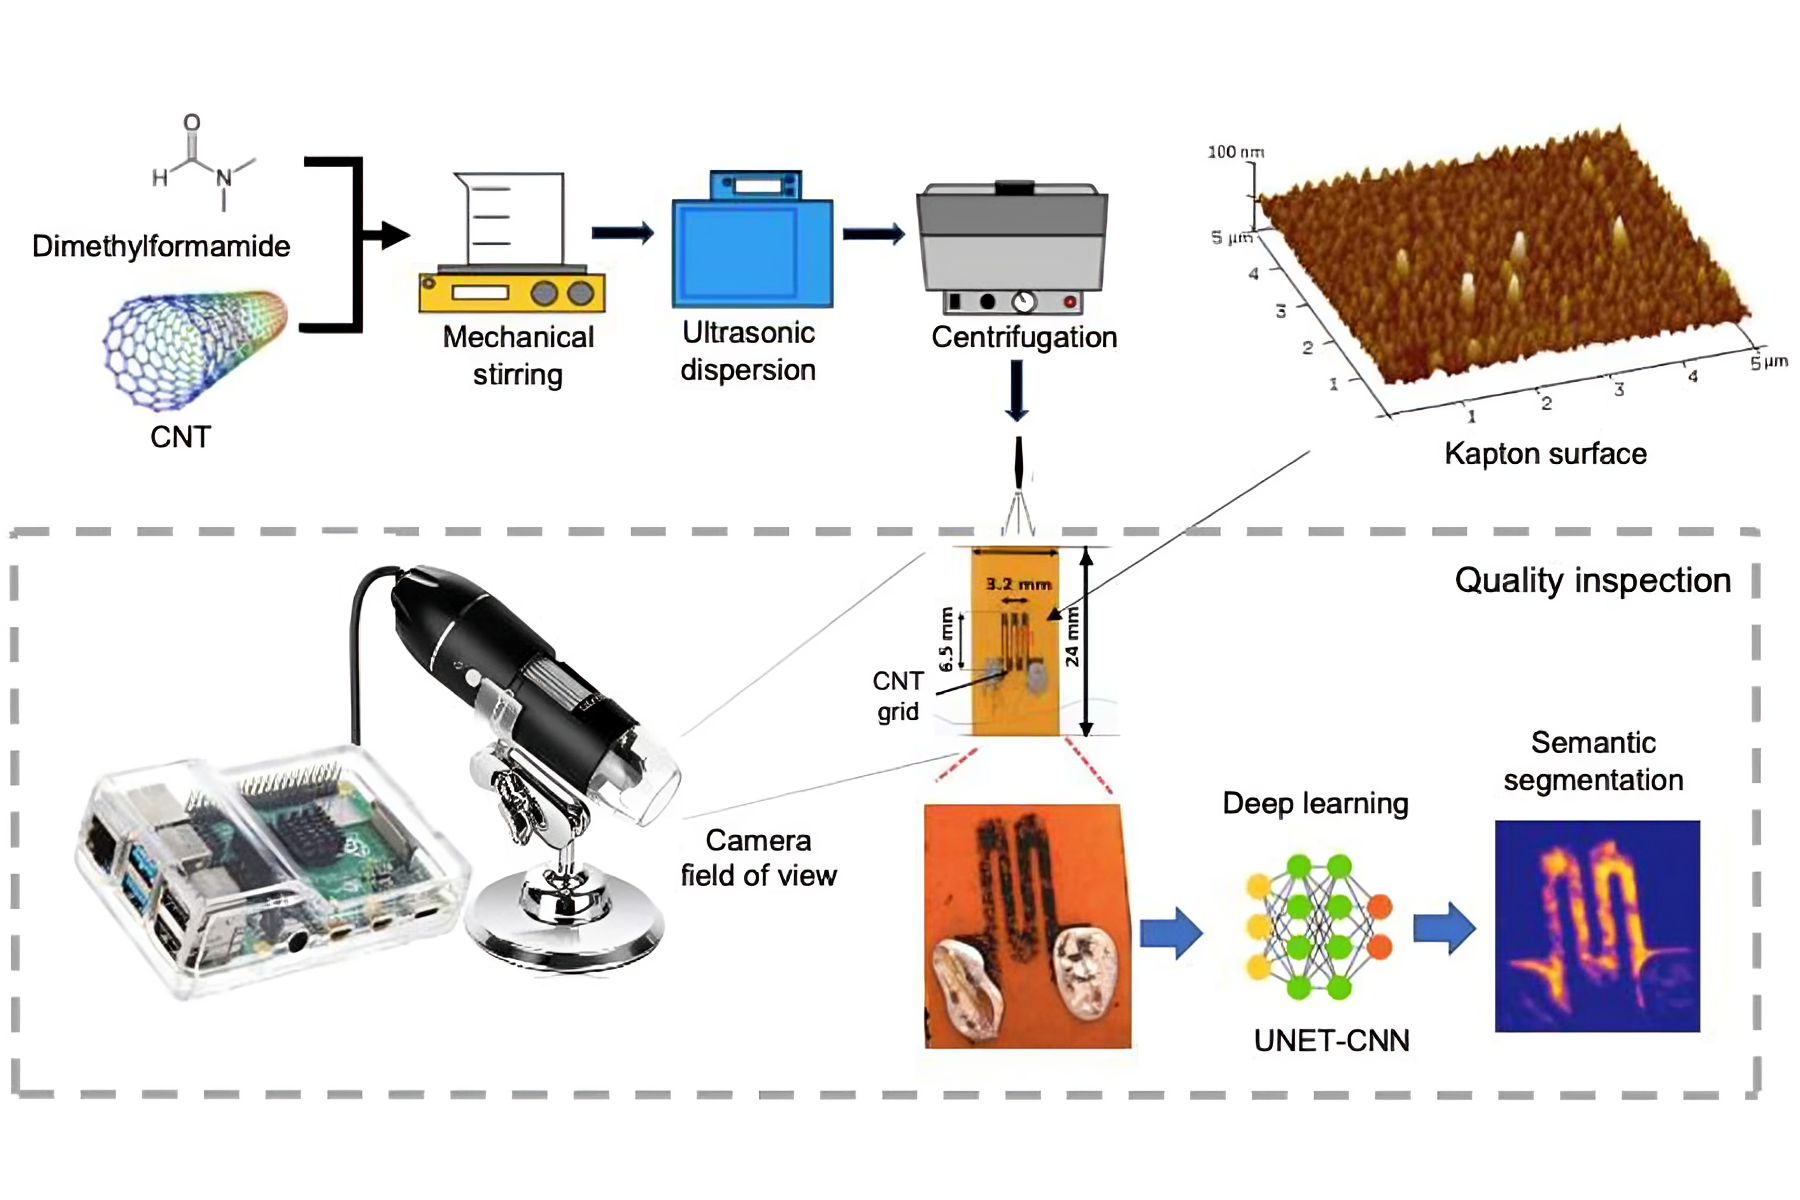 O
H
N
Dimethylformamide
CNT
Mechanical
stirring
Ultrasonic
dispersion
Centrifugation
100 nm
5 µm
4
3
2
1
1
2
3
4
5 µm
Kapton surface
Quality inspection
3.2 mm
6.5 mm
24 mm
CNT
grid
Camera
field of view
Deep learning
UNET-CNN
Semantic
segmentation